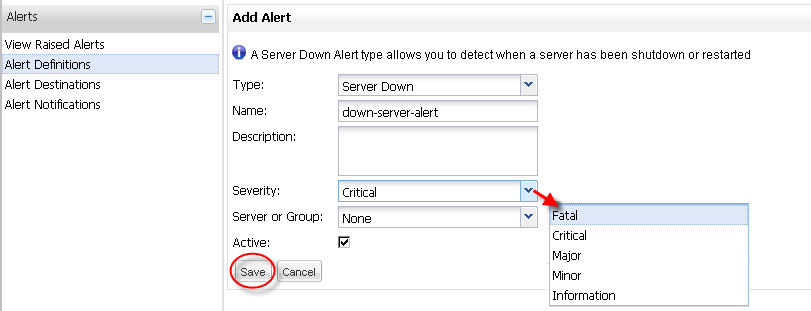 Alerts
View Raised Alerts
Alert Definitions
Alert Destinations
Alert Notifications
Add Alert
A Server Down Alert type allows you to detect when a server has been shutdown or restarted
Type: Server Down
Name: down-server-alert
Description:
Severity: Critical
Server or Group: None
Active:
Save Cancel
Fatal
Critical
Major
Minor
Information